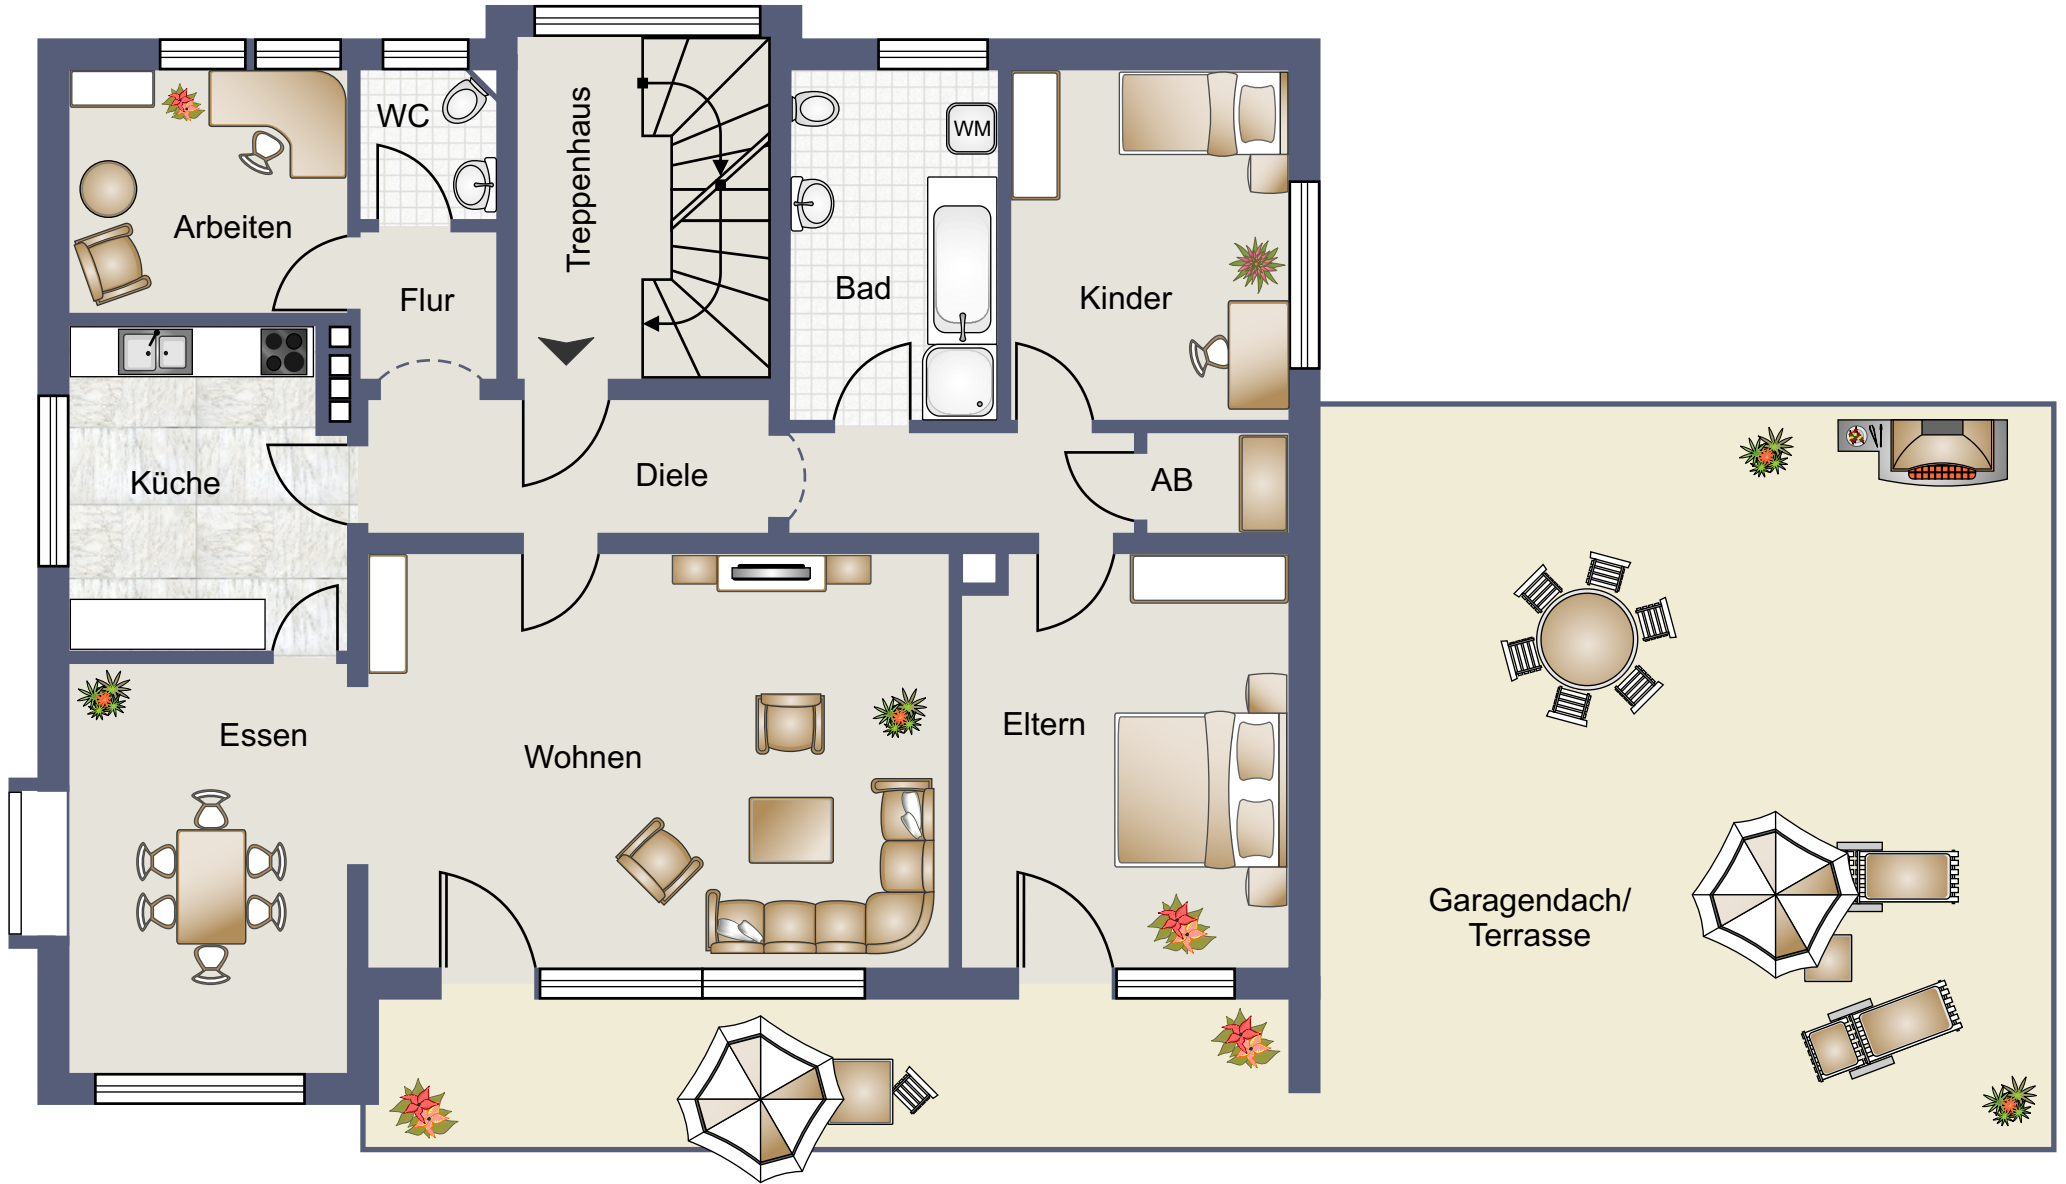 WC
Treppenhaus
WM
Arbeiten
Flur
Bad
Kinder
Küche
Diele
AB
Essen
Wohnen
Eltern
Garagendach/
Terrasse